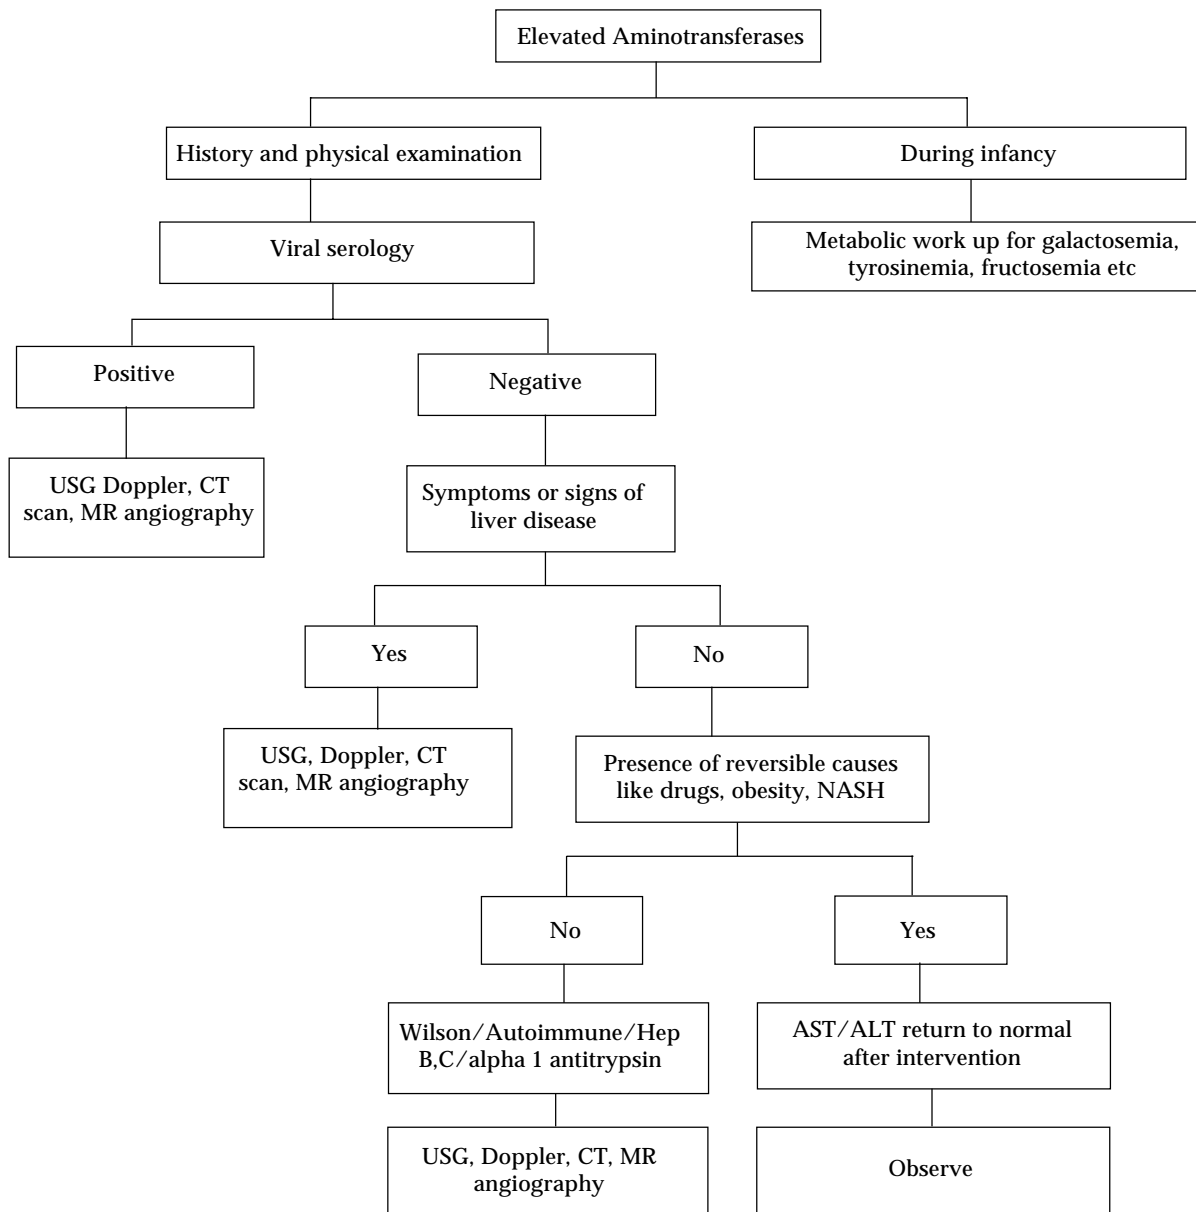 Elevated Aminotransferases
History and physical examination
During infancy
Viral serology
Metabolic work up for galactosemia,
tyrosinemia, fructosemia etc
Positive
Negative
USG Doppler, CT
scan, MR angiography
Symptoms or signs of
liver disease
Yes
No
USG, Doppler, CT
scan, MR angiography
Presence of reversible causes
like drugs, obesity, NASH
No
Yes
Wilson/Autoimmune/Hep
B,C/alpha 1 antitrypsin
AST/ALT return to normal
after intervention
USG, Doppler, CT, MR
angiography
Observe